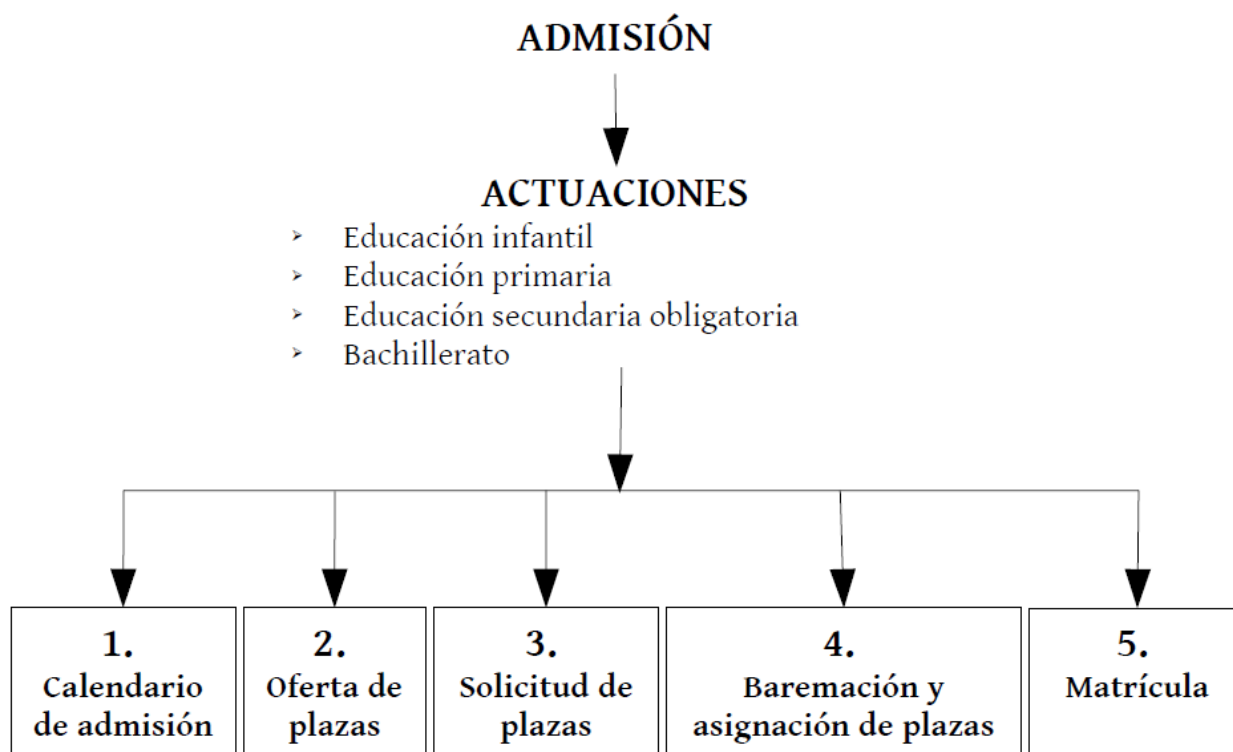 ADMISIÓN
ACTUACIONES
➢ Educación infantil
➢ Educación primaria
➢ Educación secundaria obligatoria
➢ Bachillerato
1.
Calendario
de admisión
2.
Oferta de
plazas
3.
Solicitud de
plazas
4.
Baremación y
asignación de plazas
5.
Matrícula